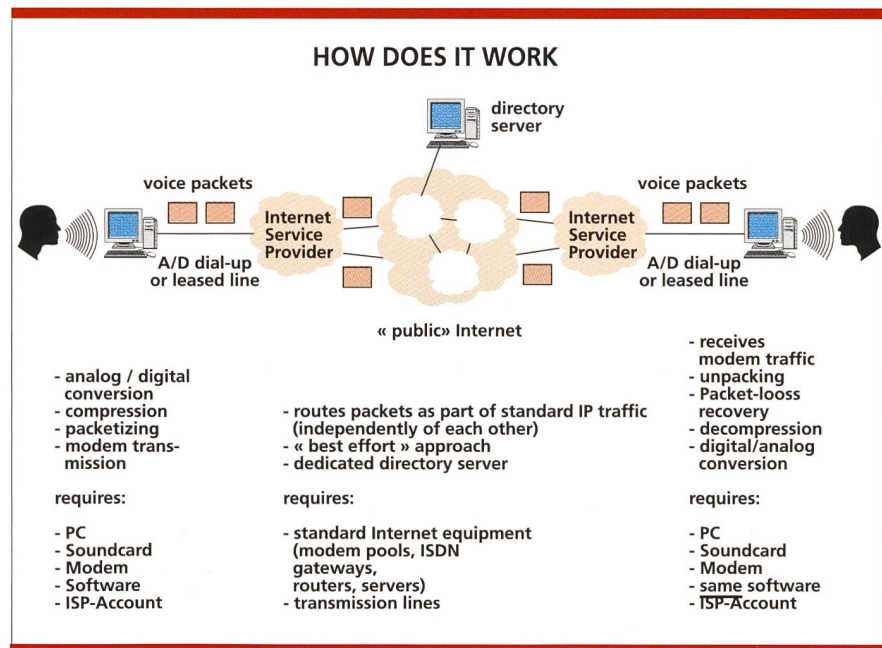 HOW DOES IT WORK
directory
server
voice packets
voice packets
Internet
Service
Provider
Internet
Service
Provider
A/D dial-up
or leased line
A/D dial-up
or leased line
« public» Internet
- analog / digital
conversion
- compression
- packetizing
- modem trans-
mission
requires:
- PC
- Soundcard
- Modem
- Software
- ISP-Account
- routes packets as part of standard IP traffic
(independently of each other)
- « best effort » approach
- dedicated directory server
requires:
- standard Internet equipment
(modem pools, ISDN
gateways,
routers, servers)
- transmission lines
- receives
modem traffic
- unpacking
- Packet-looss
recovery
- decompression
- digital/analog
conversion
requires:
- PC
- Soundcard
- Modem
- same software
- ISP-Account